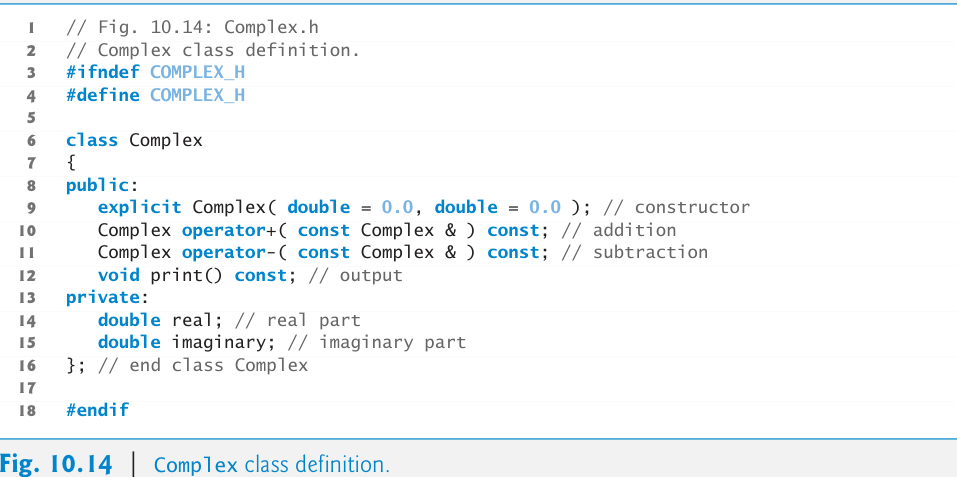 1 // Fig. 10.14: Complex.h
2 // Complex class definition.
3 #ifndef COMPLEX_H
4 #define COMPLEX_H
5
6 class Complex
7 {
8 public:
9 explicit Complex( double = 0.0, double = 0.0 ); // constructor
10 Complex operator+( const Complex & ) const; // addition
11 Complex operator-( const Complex & ) const; // subtraction
12 void print() const; // output
13 private:
14 double real; // real part
15 double imaginary; // imaginary part
16 }; // end class Complex
17
18 #endif
Fig. 10.14 | Complex class definition.